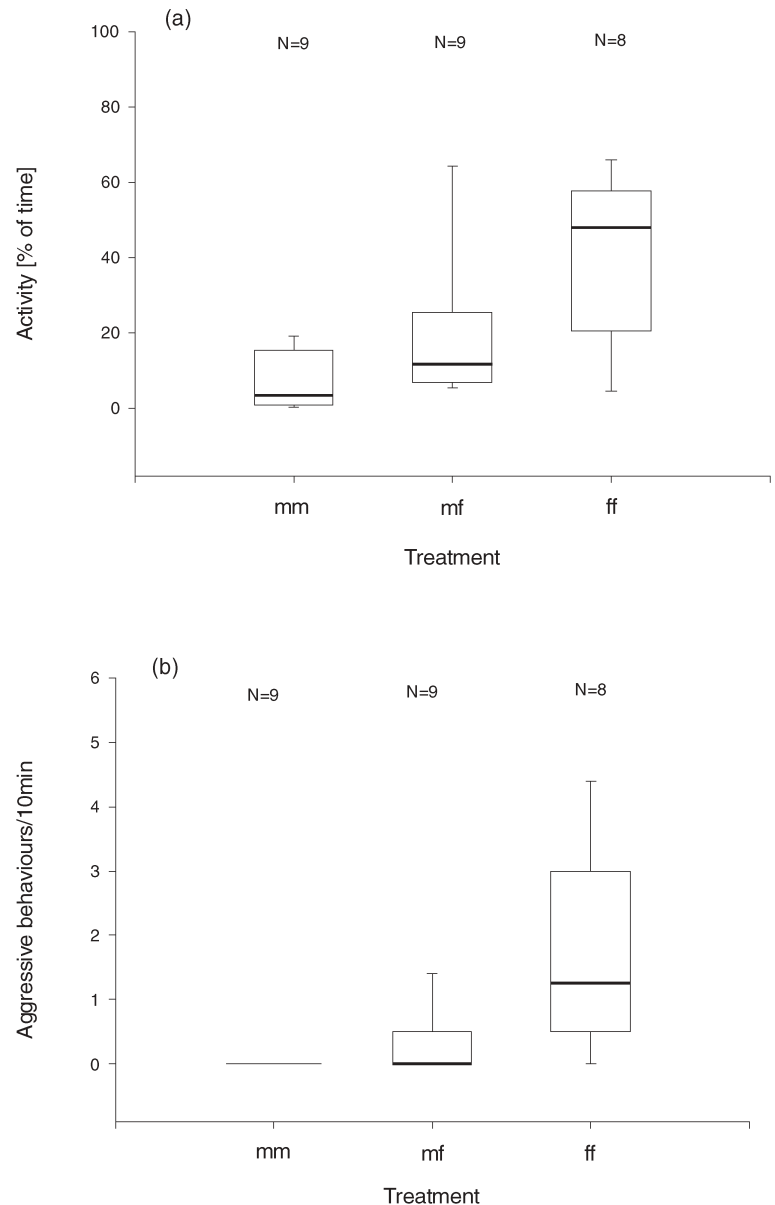 (a)
N=9 N=9 N=8
100
80
60
40
20
0
Activity [% of time]
mm mf ff
Treatment
(b)
N=9 N=9 N=8
6
5
4
3
2
1
0
Aggressive behaviours/10min
mm mf ff
Treatment